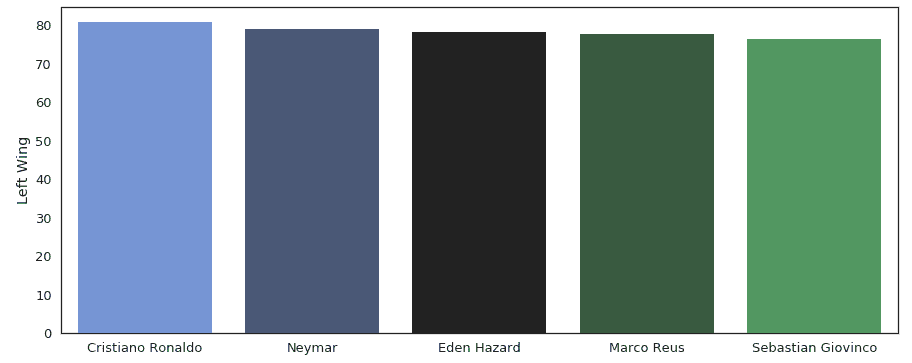 80
70
60
50
40
30
20
10
0
Left Wing
Cristiano Ronaldo
Neymar
Eden Hazard
Marco Reus
Sebastian Giovinco